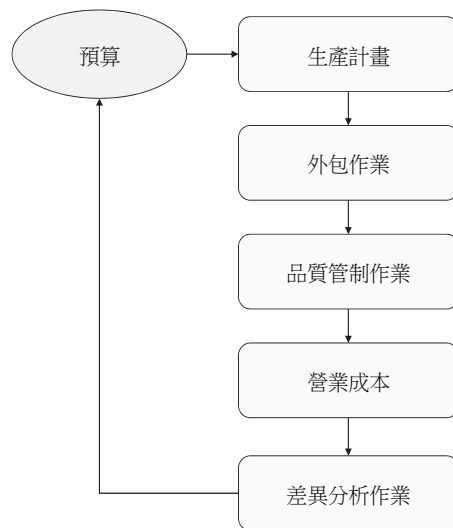 預算
生產計畫
外包作業
品質管制作業
營業成本
差異分析作業